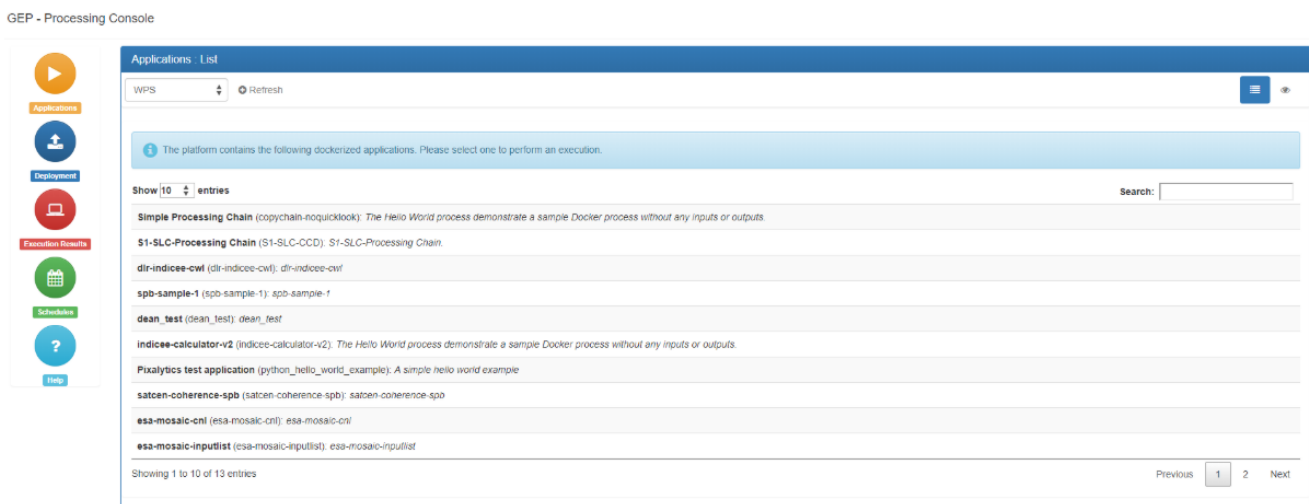 GEP - Processing Console
Applications : List
WPS Refresh
Applications
The platform contains the following dockerized applications. Please select one to perform an execution.
Deployment
Show 10 entries Search:
Simple Processing Chain (copychain-noquicklook): The Hello World process demonstrate a sample Docker process without any inputs or outputs.
S1-SLC-Processing Chain (S1-SLC-CCD): S1-SLC-Processing Chain.
Execution Results
dlr-indicee-cwl (dlr-indicee-cwl): dlr-indicee-cwl
spb-sample-1 (spb-sample-1): spb-sample-1
Schedules
dean_test (dean_test): dean_test
indicee-calculator-v2 (indicee-calculator-v2): The Hello World process demonstrate a sample Docker process without any inputs or outputs.
Pixalytics test application (python_hello_world_example): A simple hello world example
Help
satcen-coherence-spb (satcen-coherence-spb): satcen-coherence-spb
esa-mosaic-cnl (esa-mosaic-cnl): esa-mosaic-cnl
esa-mosaic-inputlist (esa-mosaic-inputlist): esa-mosaic-inputlist
Showing 1 to 10 of 13 entries Previous 1 2 Next